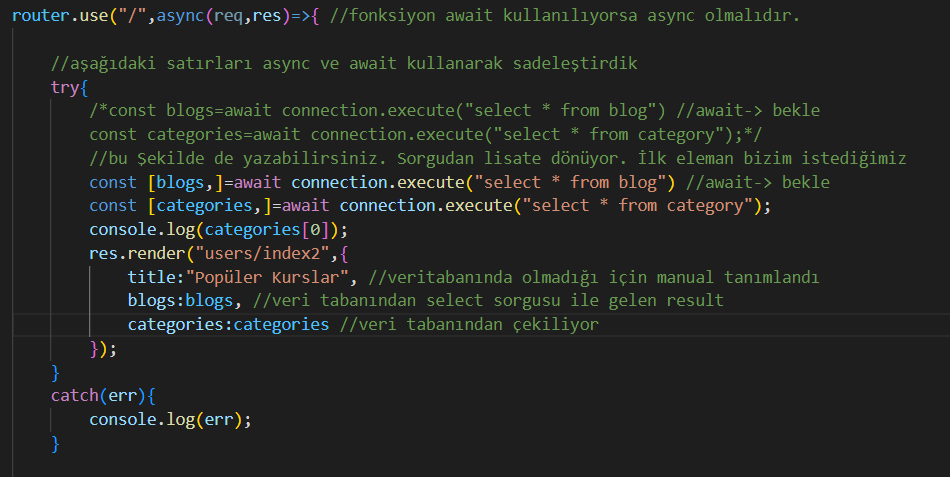 router.use("/",async(req,res)=>{ //fonksiyon await kullanılıyorsa async olmalıdır.
//aşağıdaki satırları async ve await kullanarak sadeleştirdik
try{
/*const blogs=await connection.execute("select * from blog") //await-> bekle
const categories=await connection.execute("select * from category");*/
//bu Şekilde de yazabilirsiniz. Sorgudan lisate dönüyor. İlk eleman bizim istediğimiz
const [blogs,]=await connection.execute("select * from blog") //await-> bekle
const [categories,]=await connection.execute("select * from category");
console.log(categories[0]);
res.render("users/index2",{
title:"Popüler Kurslar", //veritabanında olmadığı için manual tanımlandı
blogs:blogs, //veri tabanından select sorgusu ile gelen result
categories:categories //veri tabanından çekiliyor
});
}
catch(err){
console.log(err);
}